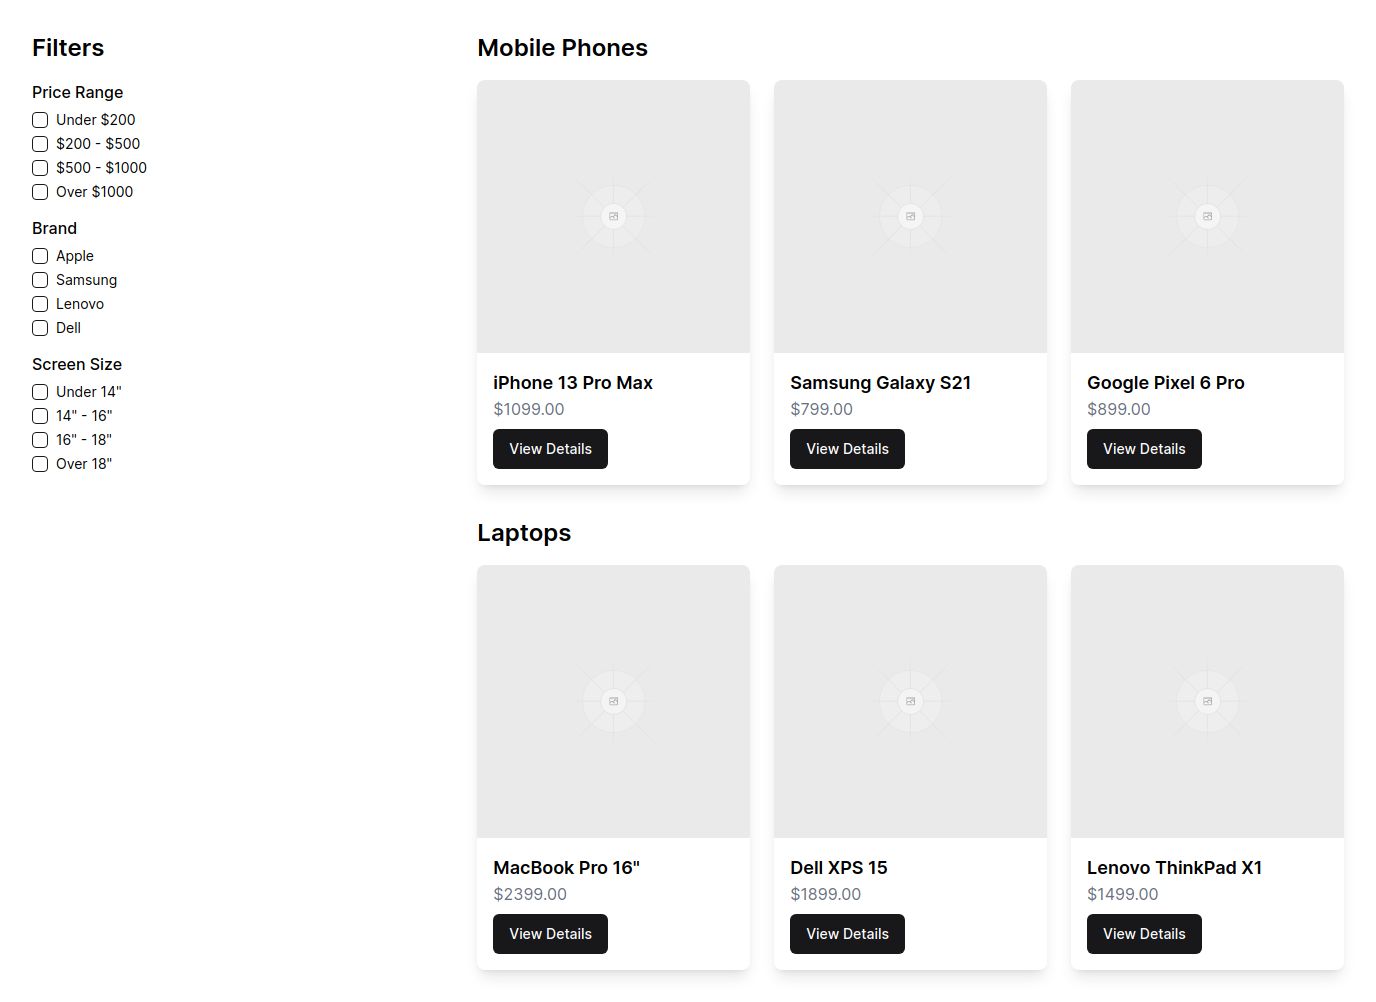 Filters
Price Range
Under $200
$200 - $500
$500 - $1000
Over $1000
Brand
Apple
Samsung
Lenovo
Dell
Screen Size
Under 14"
14" - 16"
16" - 18"
Over 18"
Mobile Phones
iPhone 13 Pro Max
$1099.00
View Details
Samsung Galaxy S21
$799.00
View Details
Google Pixel 6 Pro
$899.00
View Details
Laptops
MacBook Pro 16"
$2399.00
View Details
Dell XPS 15
$1899.00
View Details
Lenovo ThinkPad X1
$1499.00
View Details